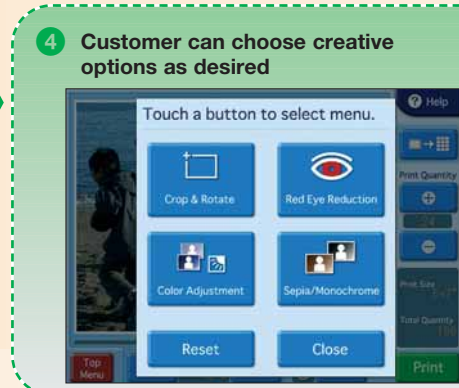 4 Customer can choose creative
options as desired
Help
Touch a button to select menu.
Crop & Rotate
Red Eye Reduction
Print Quantity
Color Adjustment
Sepia/Monochrome
Print Size
Total Quantity
Reset
Close
Top
Menu
Print